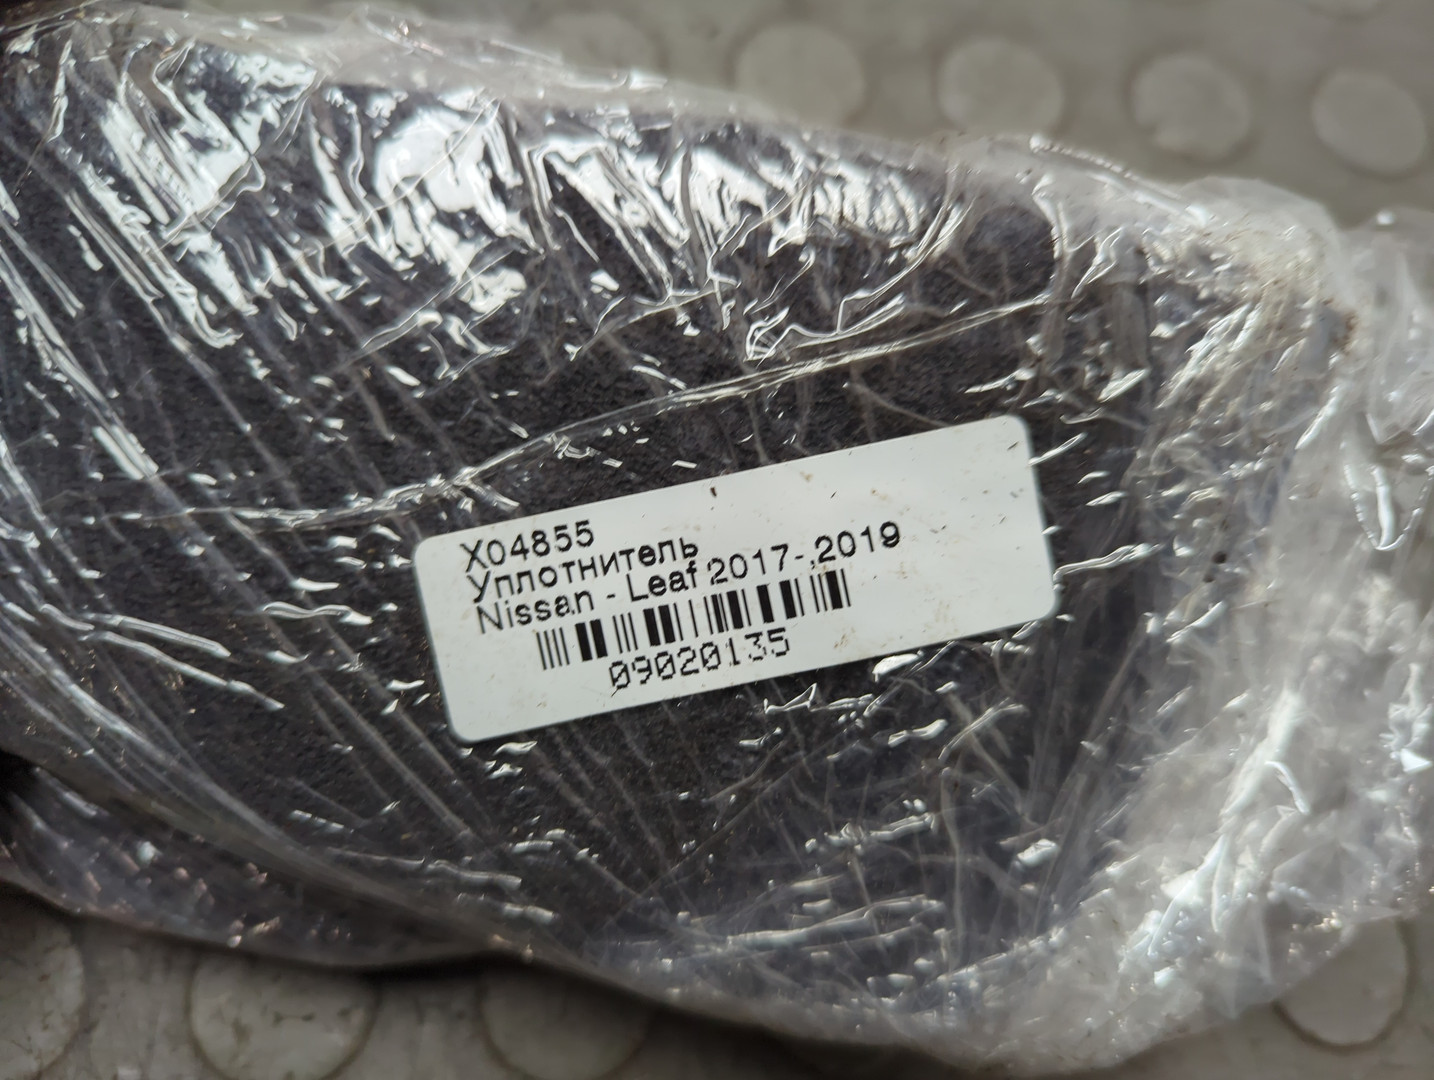 X04855
Уплотнитель
Nissan - Leaf 2017-,2019
09020135